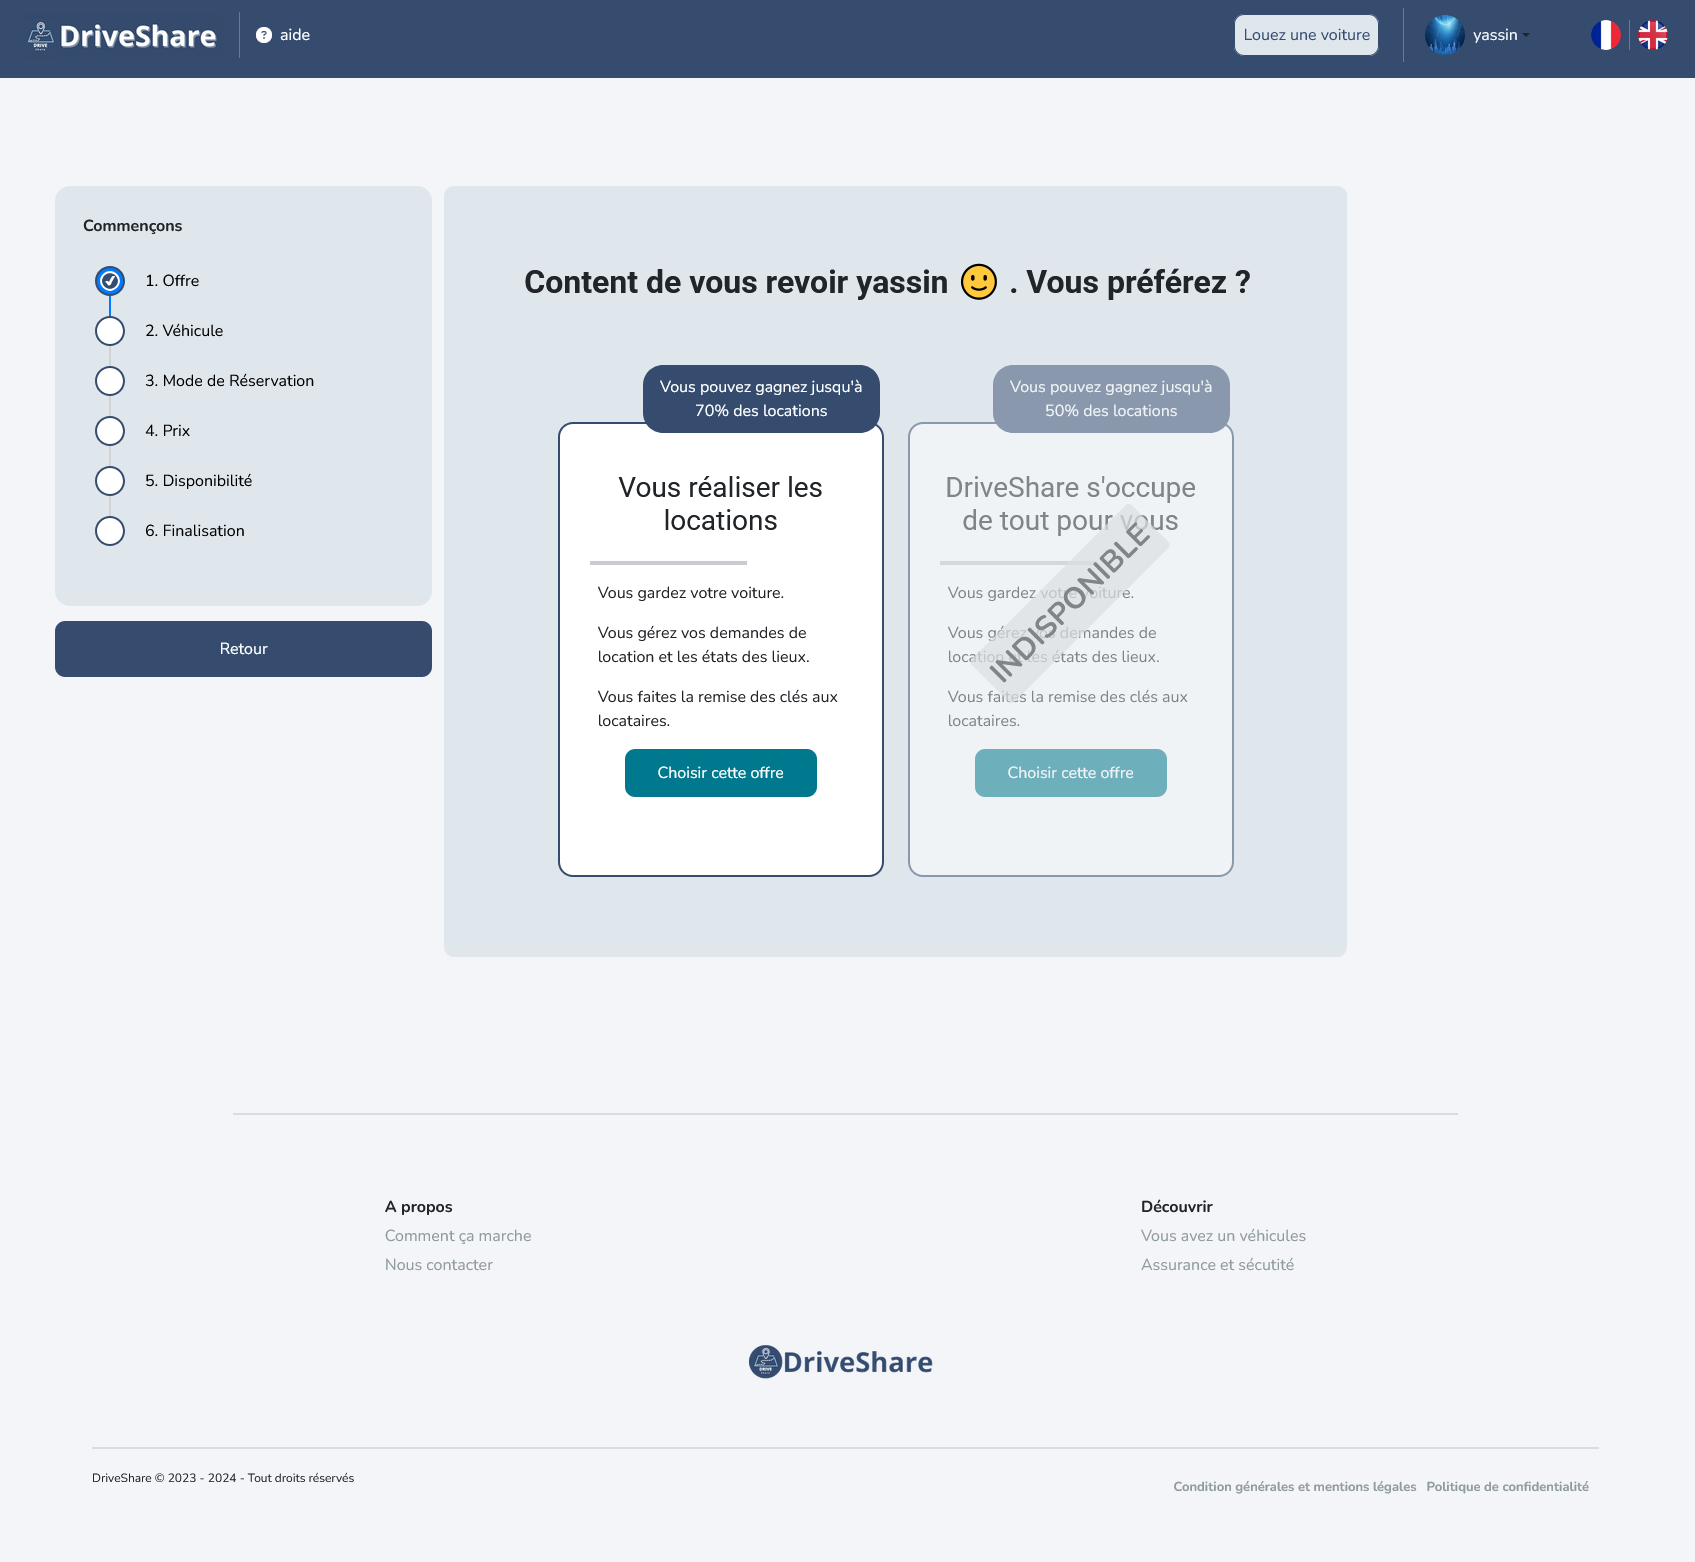 DriveShare
aide
Louez une voiture
yassin
Commençons
1. Offre
2. Véhicule
3. Mode de Réservation
4. Prix
5. Disponibilité
6. Finalisation
Retour
Content de vous revoir yassin . Vous préférez ?
Vous pouvez gagnez jusqu'à
70% des locations
Vous réaliser les
locations
Vous gardez votre voiture.
Vous gérez vos demandes de
location et les états des lieux.
Vous faites la remise des clés aux
locataires.
Choisir cette offre
Vous pouvez gagnez jusqu'à
50% des locations
DriveShare s'occupe
de tout pour vous
INDISPONIBLE
Vous gardez votre voiture.
Vous gérez vos demandes de
location et les états des lieux.
Vous faites la remise des clés aux
locataires.
Choisir cette offre
A propos
Comment ça marche
Nous contacter
Découvrir
Vous avez un véhicules
Assurance et sécutité
DRIVE
DriveShare
DriveShare © 2023 - 2024 - Tout droits réservés
Condition générales et mentions légales Politique de confidentialité